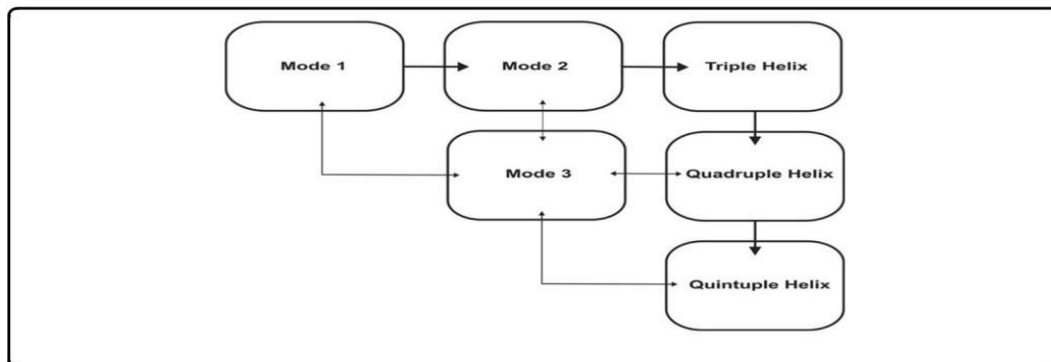 Mode 1
Mode 2
Triple Helix
Mode 3
Quadruple Helix
Quintuple Helix